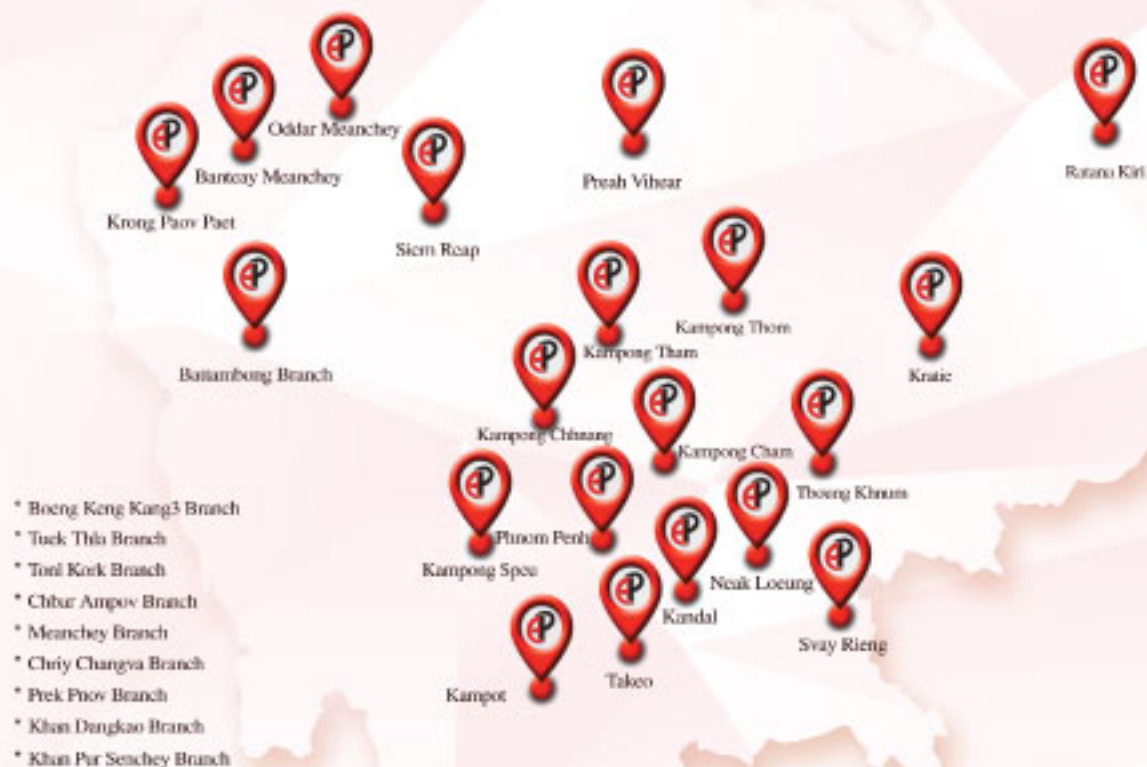 Oddar Meanchey
Banteay Meanchey
Krong Paov Paet
Siem Reap
Preah Vihear
Ratana Kiri
Battambong Branch
Kampong Thom
Kampong Tham
Kratie
Kampong Chhnang
Kampong Cham
Tboung Khnum
Phnom Penh
Kampong Speu
Neak Loeung
Kandal
Svay Rieng
Takeo
Kampot
* Boeng Keng Kang3 Branch
* Tuek Thla Branch
* Tonl Kork Branch
* Chbar Ampov Branch
* Meanchey Branch
* Chriy Changva Branch
* Prek Pnov Branch
* Khan Dangkao Branch
* Khan Pur Senchey Branch